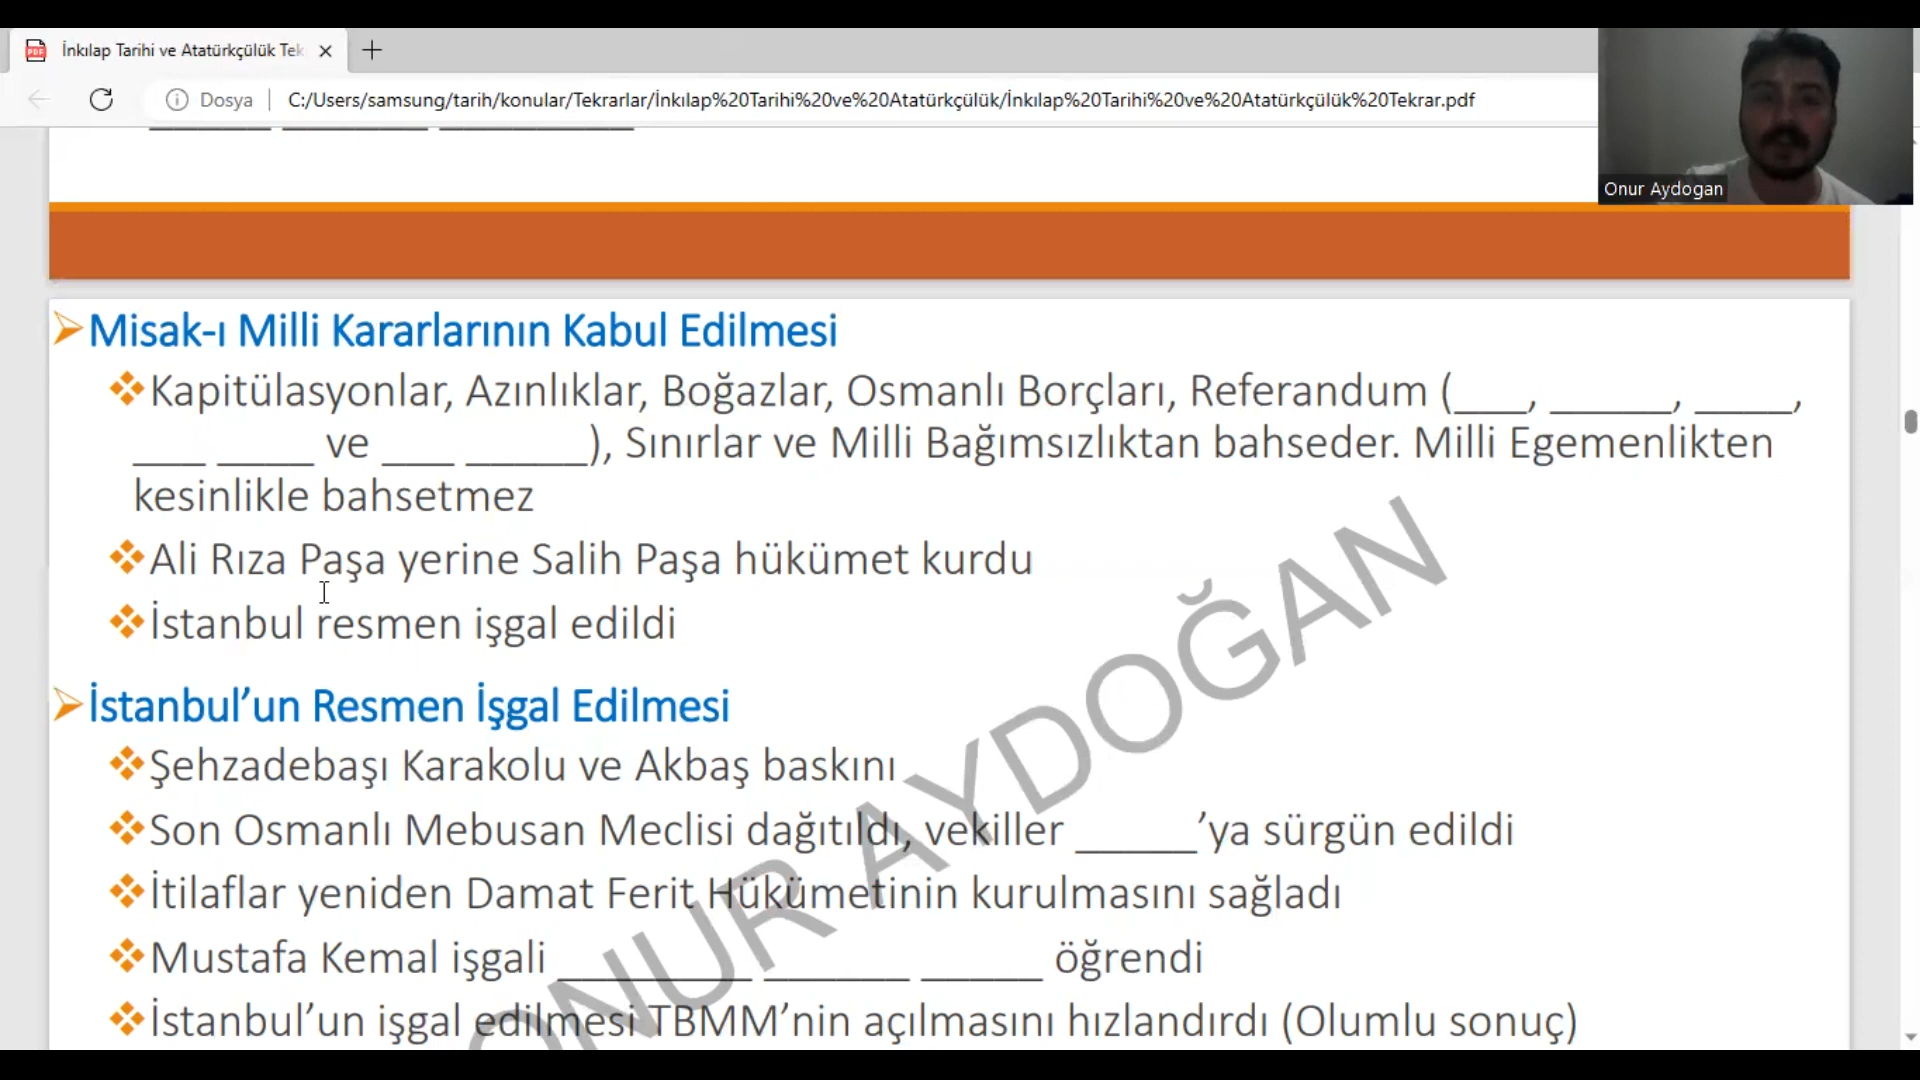 İnkılap Tarihi ve Atatürkçülük Tek
Dosya
C:/Users/samsung/tarih/konular/Tekrarlar/İnkılap%20Tarihi%20ve%20Atatürkçülük/İnkılap%20Tarihi%20ve%20Atatürkçülük%20Tekrar.pdf
Onur Aydogan
Misak-ı Milli Kararlarının Kabul Edilmesi
Kapitülasyonlar, Azınlıklar, Boğazlar, Osmanlı Borçları, Referandum (___, _____, ____,
___ ____ ve ___ _____), Sınırlar ve Milli Bağımsızlıktan bahseder. Milli Egemenlikten
kesinlikle bahsetmez
Ali Rıza Paşa yerine Salih Paşa hükümet kurdu
İstanbul resmen işgal edildi
İstanbul’un Resmen İşgal Edilmesi
Şehzadebaşı Karakolu ve Akbaş baskını
Son Osmanlı Mebusan Meclisi dağıtıldı, vekiller _____’ya sürgün edildi
İtilaflar yeniden Damat Ferit Hükümetinin kurulmasını sağladı
Mustafa Kemal işgali ________ ______ _____ öğrendi
İstanbul’un işgal edilmesi TBMM’nin açılmasını hızlandırdı (Olumlu sonuç)
ONUR AYDOĞAN